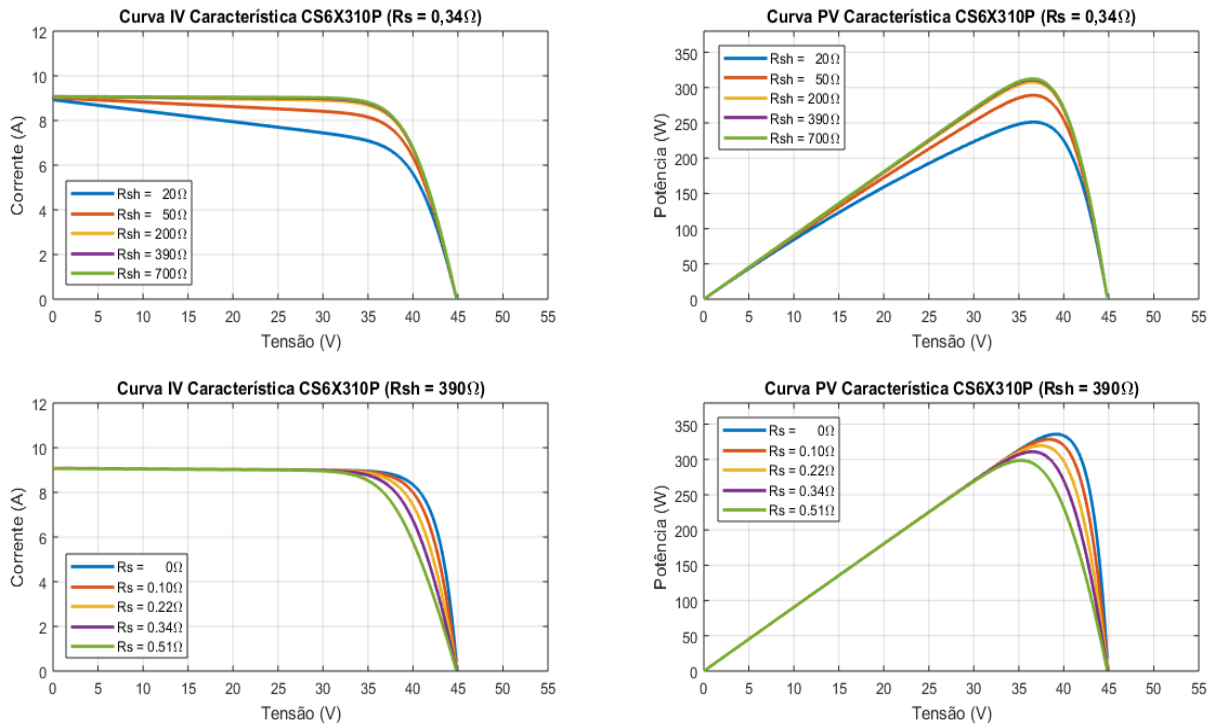 Curva IV Característica CS6X310P (Rs = 0,34Ω)
12
10
8
6
4
2
0
Corrente (A)
Rsh = 20Ω
Rsh = 50Ω
Rsh = 200Ω
Rsh = 390Ω
Rsh = 700Ω
0 5 10 15 20 25 30 35 40 45 50 55
Tensão (V)
Curva PV Característica CS6X310P (Rs = 0,34Ω)
350
300
250
200
150
100
50
0
Potência (W)
Rsh = 20Ω
Rsh = 50Ω
Rsh = 200Ω
Rsh = 390Ω
Rsh = 700Ω
0 5 10 15 20 25 30 35 40 45 50 55
Tensão (V)
Curva IV Característica CS6X310P (Rsh = 390Ω)
12
10
8
6
4
2
0
Corrente (A)
Rs = 0Ω
Rs = 0.10Ω
Rs = 0.22Ω
Rs = 0.34Ω
Rs = 0.51Ω
0 5 10 15 20 25 30 35 40 45 50 55
Tensão (V)
Curva PV Característica CS6X310P (Rsh = 390Ω)
350
300
250
200
150
100
50
0
Potência (W)
Rs = 0Ω
Rs = 0.10Ω
Rs = 0.22Ω
Rs = 0.34Ω
Rs = 0.51Ω
0 5 10 15 20 25 30 35 40 45 50 55
Tensão (V)